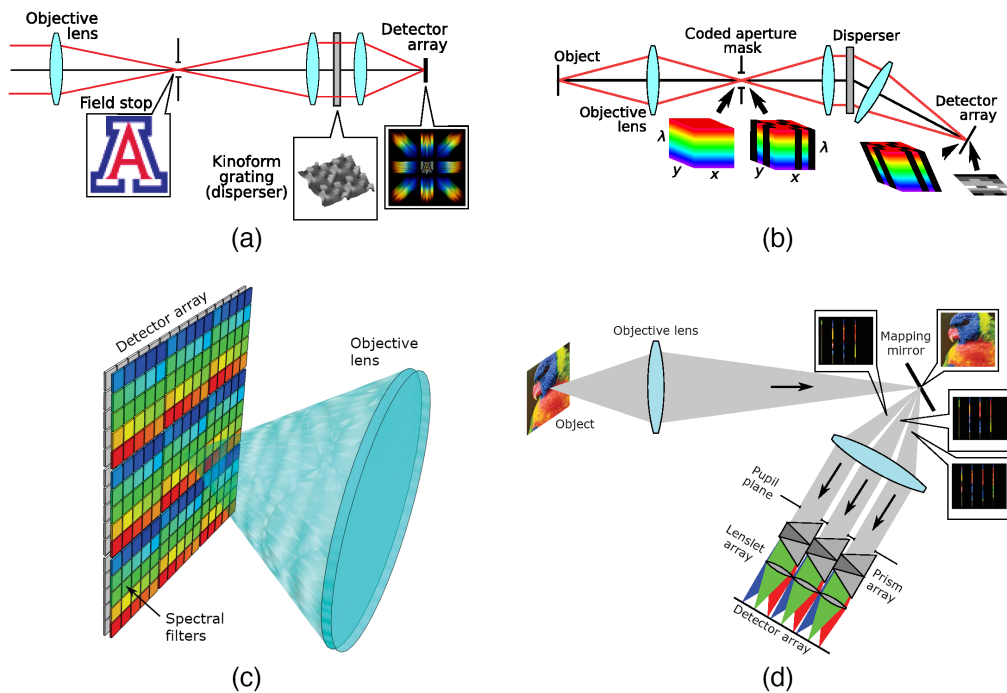 Objective
lens
Field stop
A
Kinoform
grating
(disperser)
Detector
array
(a)
Object
Objective
lens
Coded aperture
mask
Disperser
Detector
array
λ
y
x
y
x
λ
(b)
Detector array
Objective
lens
Spectral
filters
(c)
Object
Objective lens
Mapping
mirror
Pupil
plane
Lenslet
array
Prism
array
Detector array
(d)